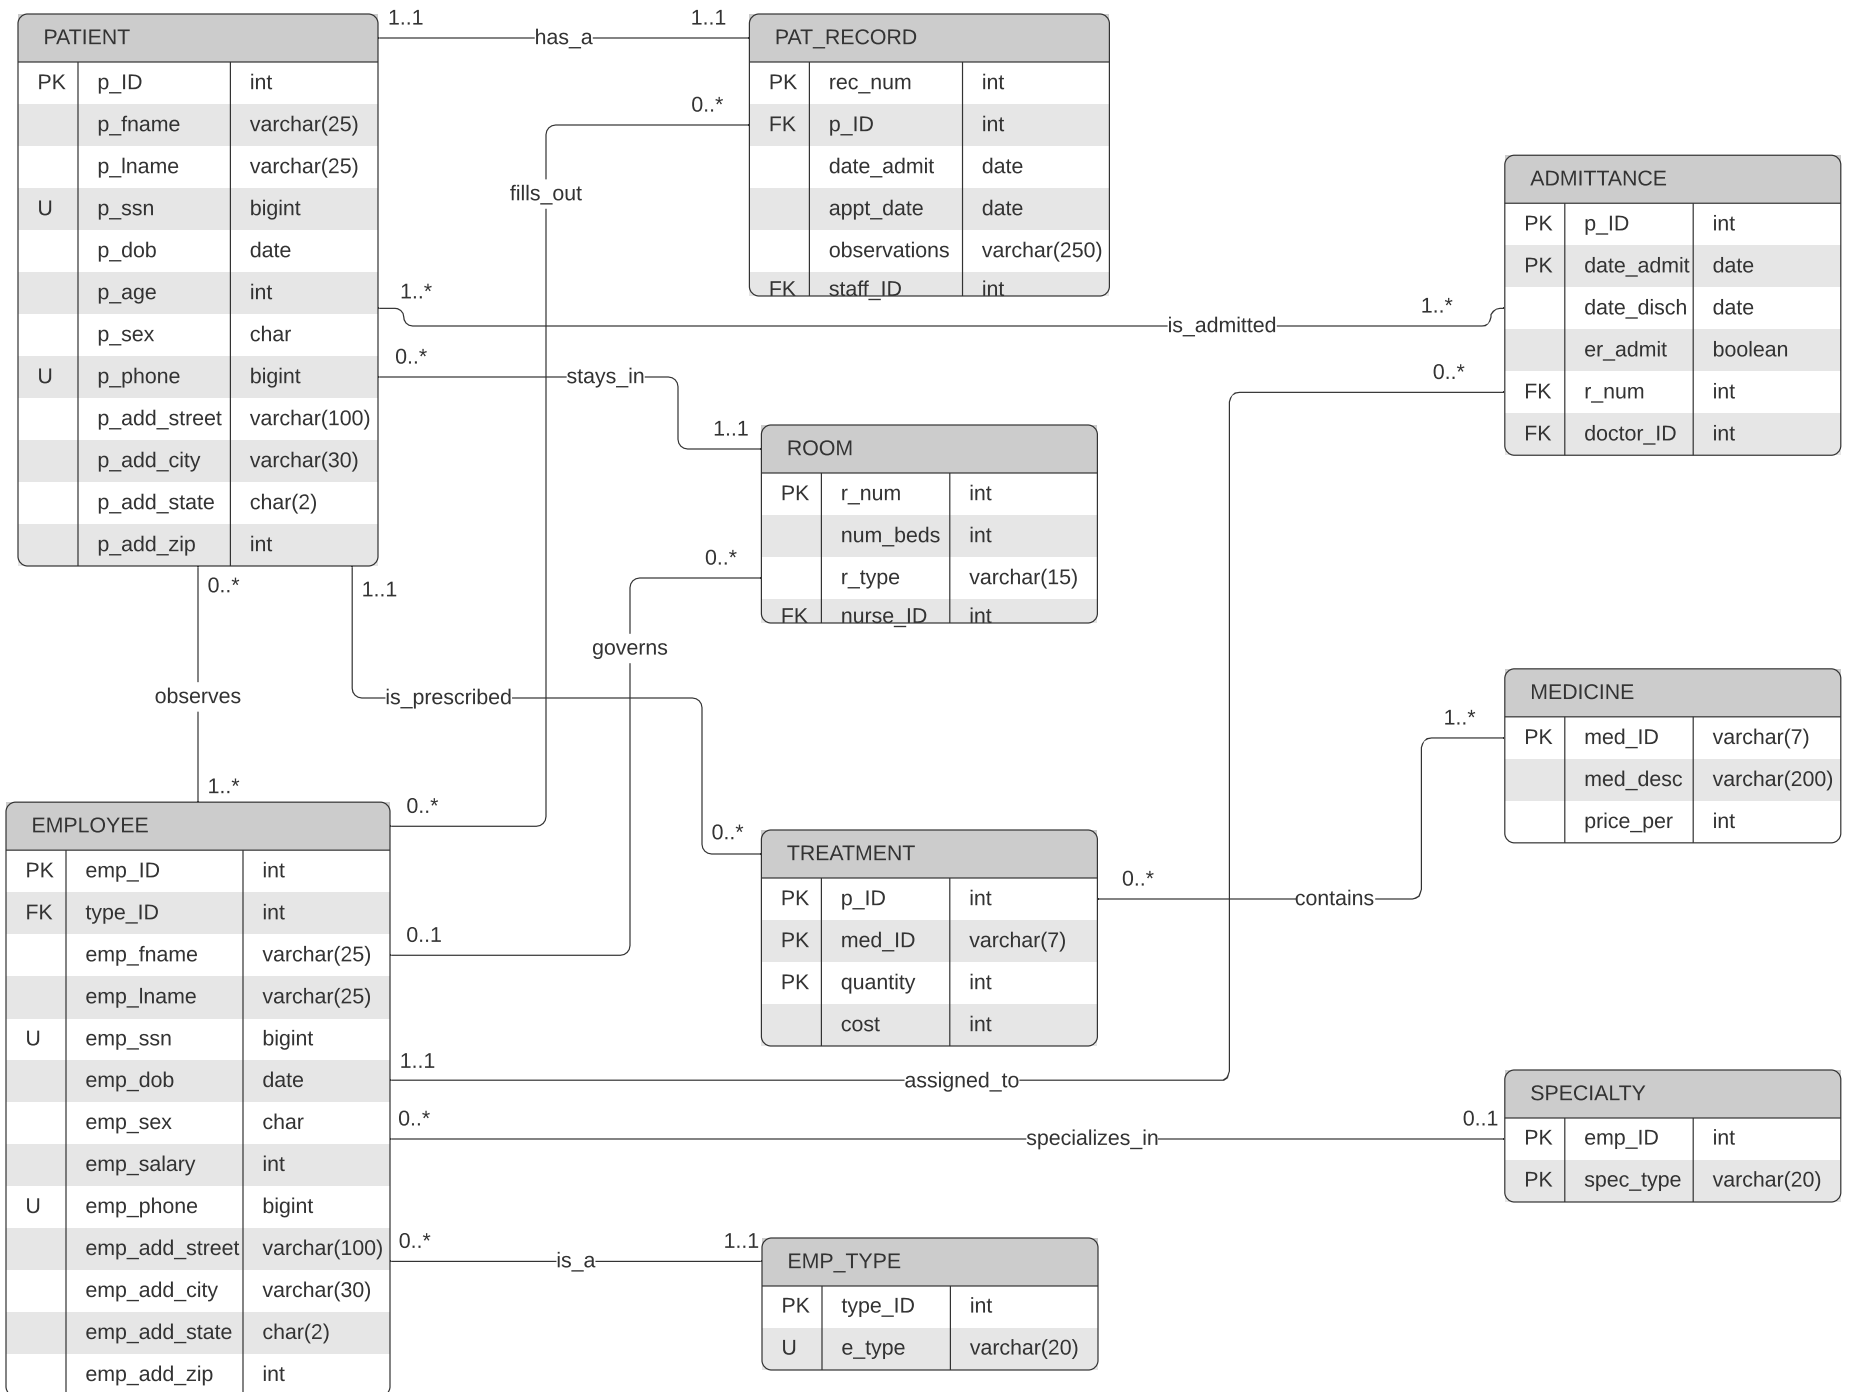 1..1 has_a 1..1
PATIENT
PK p_ID int
p_fname varchar(25)
p_lname varchar(25)
U p_ssn bigint
p_dob date
p_age int
p_sex char
U p_phone bigint
p_add_street varchar(100)
p_add_city varchar(30)
p_add_state char(2)
p_add_zip int
PAT_RECORD
PK rec_num int
FK p_ID int
date_admit date
appt_date date
observations varchar(250)
FK staff_ID int
0..*
fills_out
1..* is_admitted 1..*
0..* stays_in
1..1
ADMITTANCE
PK p_ID int
PK date_admit date
date_disch date
er_admit boolean
FK r_num int
FK doctor_ID int
0..*
ROOM
PK r_num int
num_beds int
r_type varchar(15)
FK nurse_ID int
0..*
governs
0..*
observes
1..*
1..1
is_prescribed
0..*
MEDICINE
PK med_ID varchar(7)
med_desc varchar(200)
price_per int
1..*
EMPLOYEE
PK emp_ID int
FK type_ID int
emp_fname varchar(25)
emp_lname varchar(25)
U emp_ssn bigint
emp_dob date
emp_sex char
emp_salary int
U emp_phone bigint
emp_add_street varchar(100)
emp_add_city varchar(30)
emp_add_state char(2)
emp_add_zip int
0..*
0..1
TREATMENT
PK p_ID int
PK med_ID varchar(7)
PK quantity int
cost int
0..* contains
1..1 assigned_to
0..* specializes_in 0..1
SPECIALTY
PK emp_ID int
PK spec_type varchar(20)
0..* is_a 1..1
EMP_TYPE
PK type_ID int
U e_type varchar(20)